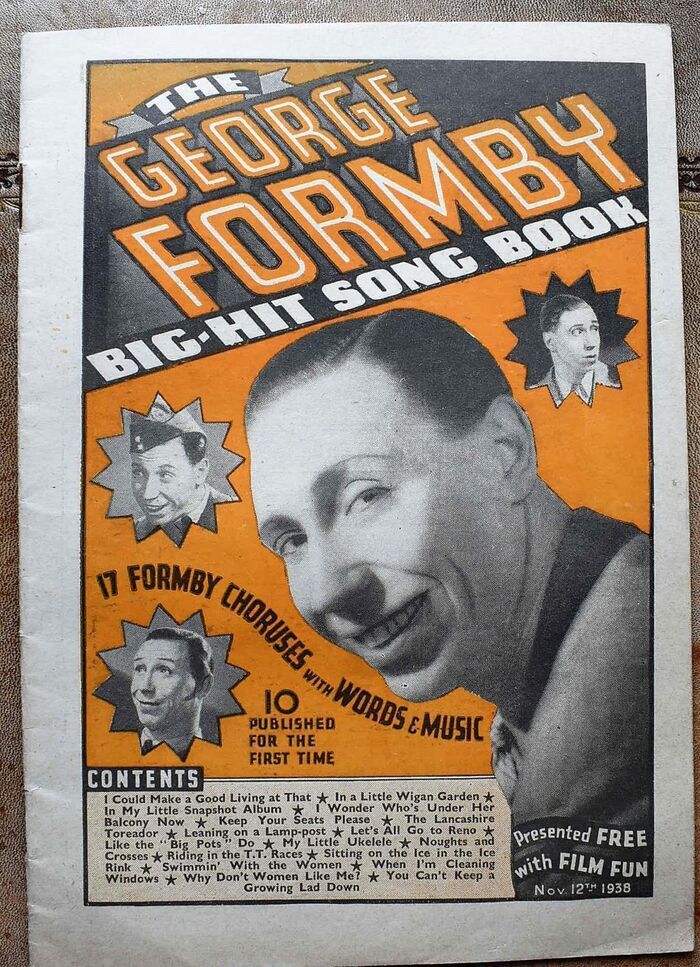 THE
GEORGE
FORMBY
BIG-HIT SONG BOOK
17 FORMBY CHORUSES WITH WORDS & MUSIC
10
PUBLISHED
FOR THE
FIRST TIME
CONTENTS
I Could Make a Good Living at That ★ In a Little Wigan Garden ★
In My Little Snapshot Album ★ I Wonder Who's Under Her
Balcony Now ★ Keep Your Seats Please ★ The Lancashire
Toreador ★ Leaning on a Lamp-post ★ Let's All Go to Reno ★
Like the "Big Pots" Do ★ My Little Ukelele ★ Noughts and
Crosses ★ Riding in the T.T. Races ★ Sitting on the Ice in the Ice
Rink ★ Swimmin' With the Women ★ When I'm Cleaning
Windows ★ Why Don't Women Like Me? ★ You Can't Keep a
Growing Lad Down
Presented FREE
with FILM FUN
Nov. 12TH 1938